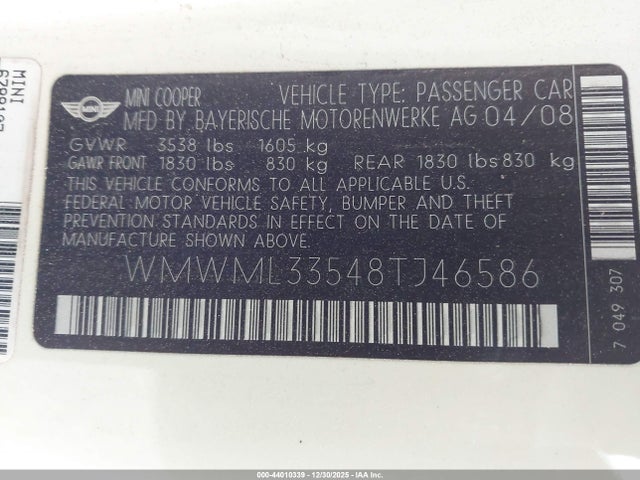 MINI COOPER VEHICLE TYPE: PASSENGER CAR
MFD BY BAYERISCHE MOTORENWERKE AG 04/08
GVWR 3538 lbs 1605 kg
GAWR FRONT 1830 lbs 830 kg REAR 1830 lbs 830 kg
THIS VEHICLE CONFORMS TO ALL APPLICABLE U.S.
FEDERAL MOTOR VEHICLE SAFETY, BUMPER AND THEFT
PREVENTION STANDARDS IN EFFECT ON THE DATE OF
MANUFACTURE SHOWN ABOVE.
WMWML33548TJ46586
MINI
7 049 307
MINI
000-44010339 - 12/30/2025 - Copyright © IAA, Inc.